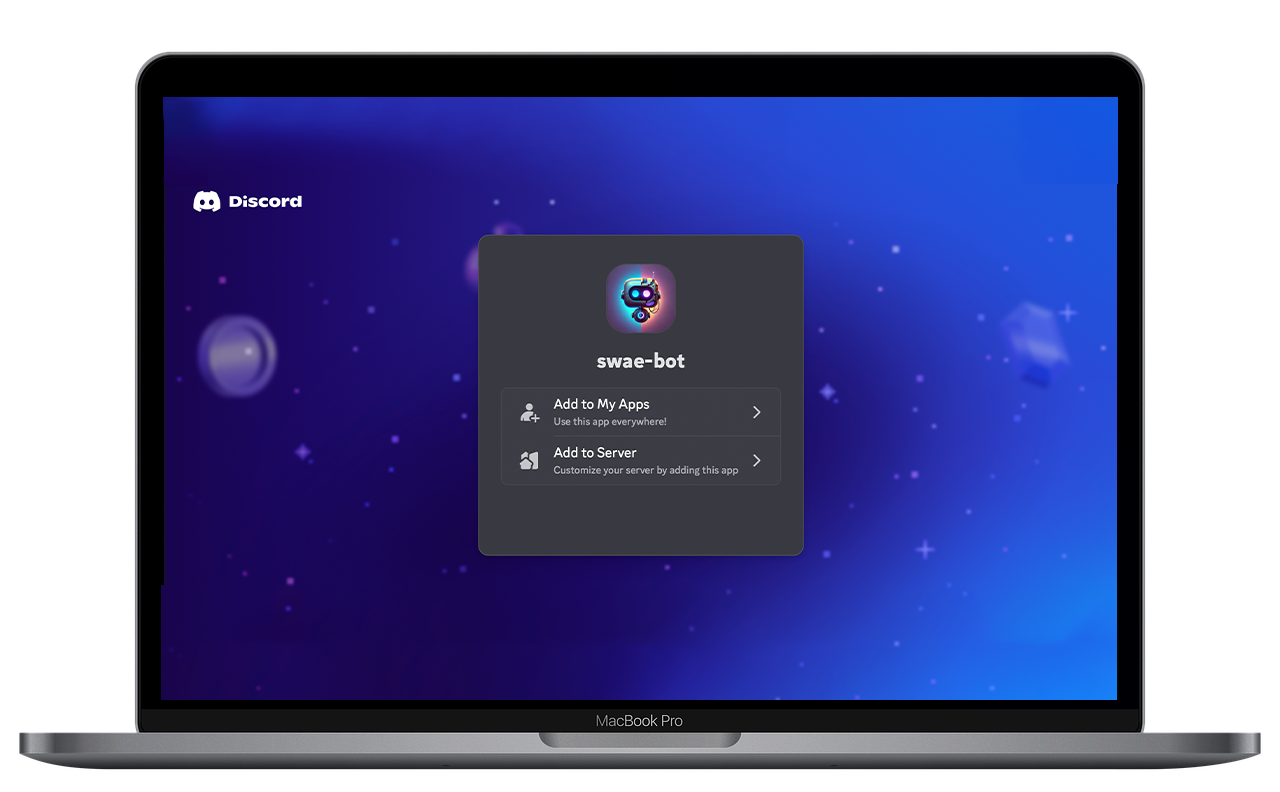 Discord
swae-bot
Add to My Apps
Use this app everywhere!
Add to Server
Customize your server by adding this app
MacBook Pro